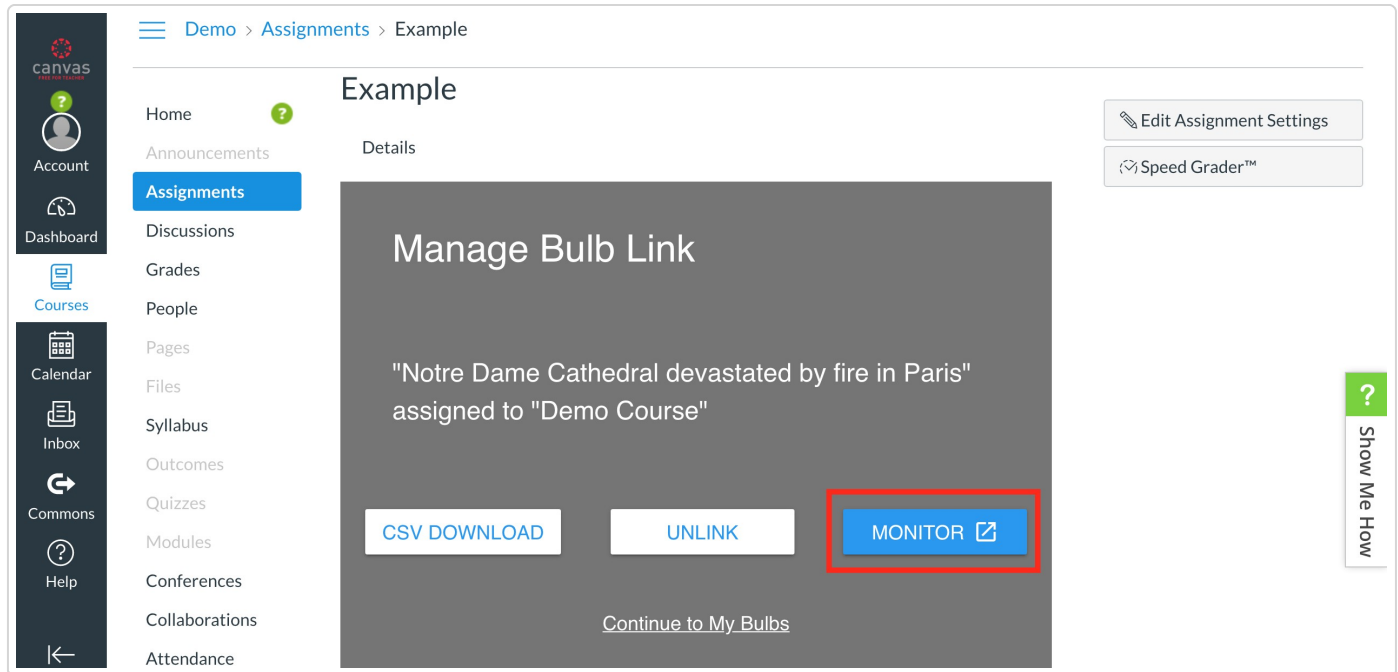 Demo > Assignments > Example
canvas
FREE FOR TEACHER
?
Account
Dashboard
Courses
Calendar
Inbox
Commons
?
Help
Home ?
Announcements
Assignments
Discussions
Grades
People
Pages
Files
Syllabus
Outcomes
Quizzes
Modules
Conferences
Collaborations
Attendance
Example
Details
Manage Bulb Link
"Notre Dame Cathedral devastated by fire in Paris"
assigned to "Demo Course"
CSV DOWNLOAD UNLINK MONITOR
Continue to My Bulbs
Edit Assignment Settings
Speed Grader™
? Show Me How